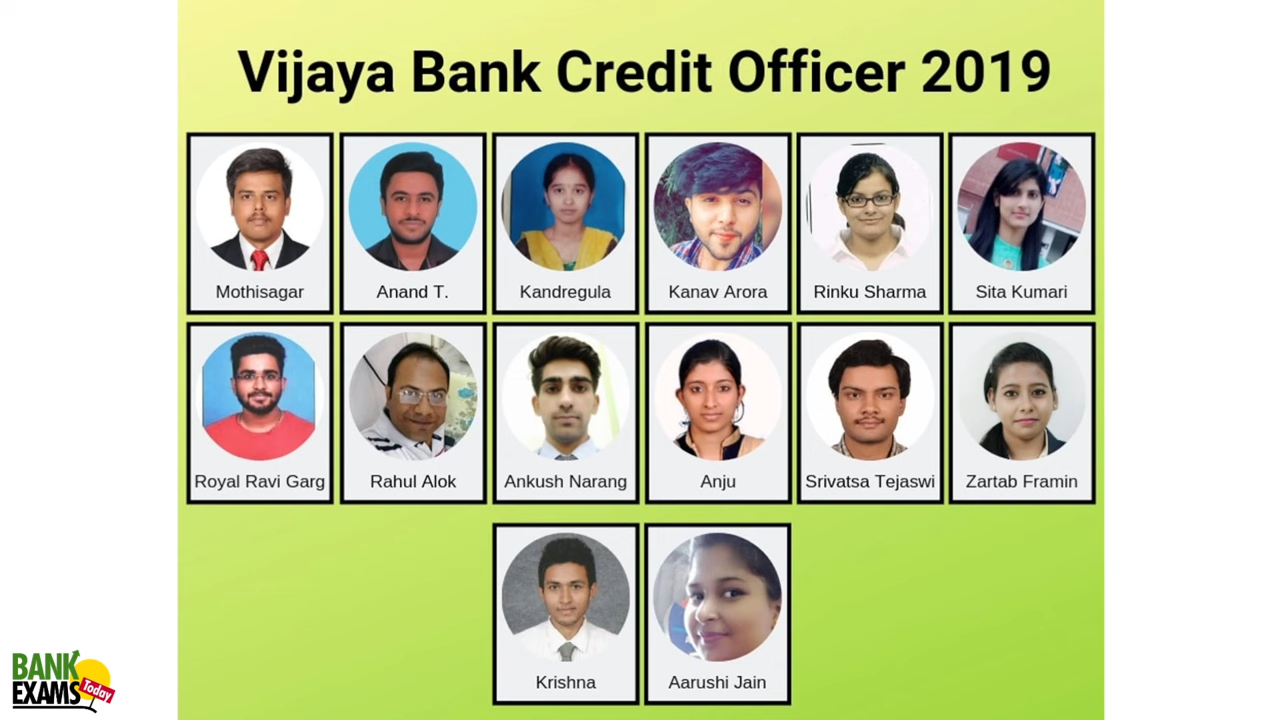 Vijaya Bank Credit Officer 2019
Mothisagar
Anand T.
Kandregula
Kanav Arora
Rinku Sharma
Sita Kumari
Royal Ravi Garg
Rahul Alok
Ankush Narang
Anju
Srivatsa Tejaswi
Zartab Framin
Krishna
Aarushi Jain
BANK
EXAMS Today